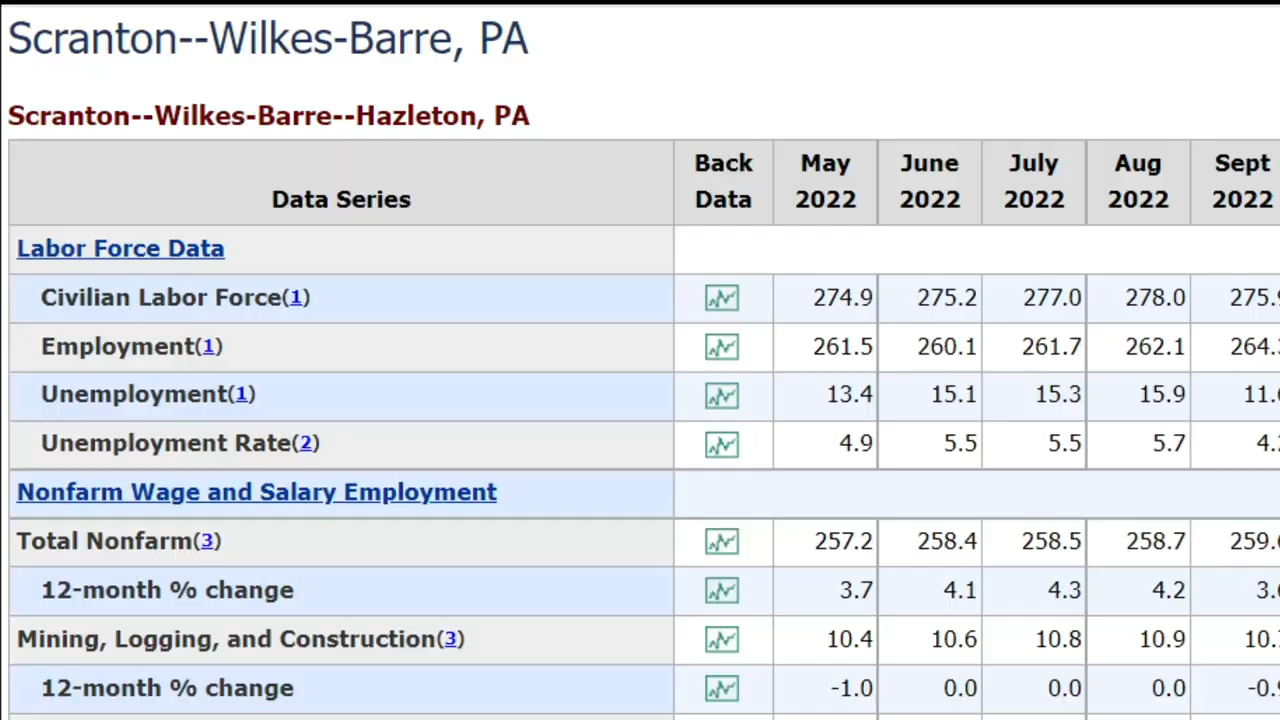 Scranton--Wilkes-Barre, PA
Scranton--Wilkes-Barre--Hazleton, PA
Data Series Back Data May 2022 June 2022 July 2022 Aug 2022 Sept 2022
Labor Force Data
Civilian Labor Force(1) 274.9 275.2 277.0 278.0
Employment(1) 261.5 260.1 261.7 262.1
Unemployment(1) 13.4 15.1 15.3 15.9
Unemployment Rate(2) 4.9 5.5 5.5 5.7
Nonfarm Wage and Salary Employment
Total Nonfarm(3) 257.2 258.4 258.5 258.7
12-month % change 3.7 4.1 4.3 4.2
Mining, Logging, and Construction(3) 10.4 10.6 10.8 10.9
12-month % change -1.0 0.0 0.0 0.0